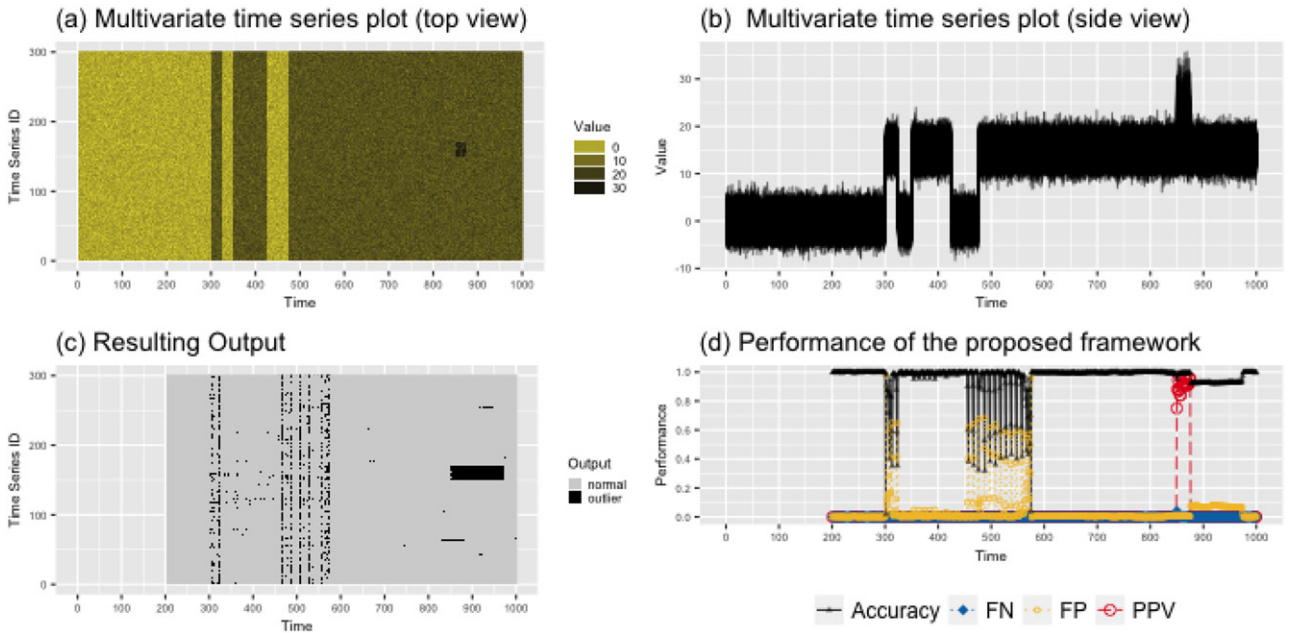 (a) Multivariate time series plot (top view)
300
200
100
0
Time Series ID
0 100 200 300 400 500 600 700 800 900 1000
Time
Value
0
10
20
30
(b) Multivariate time series plot (side view)
30
20
10
0
-10
Value
0 100 200 300 400 500 600 700 800 900 1000
Time
(c) Resulting Output
300
200
100
0
Time Series ID
0 100 200 300 400 500 600 700 800 900 1000
Time
Output
normal
outlier
(d) Performance of the proposed framework
1.0
0.8
0.6
0.4
0.2
0.0
Performance
0 100 200 300 400 500 600 700 800 900 1000
Time
Accuracy FN FP PPV